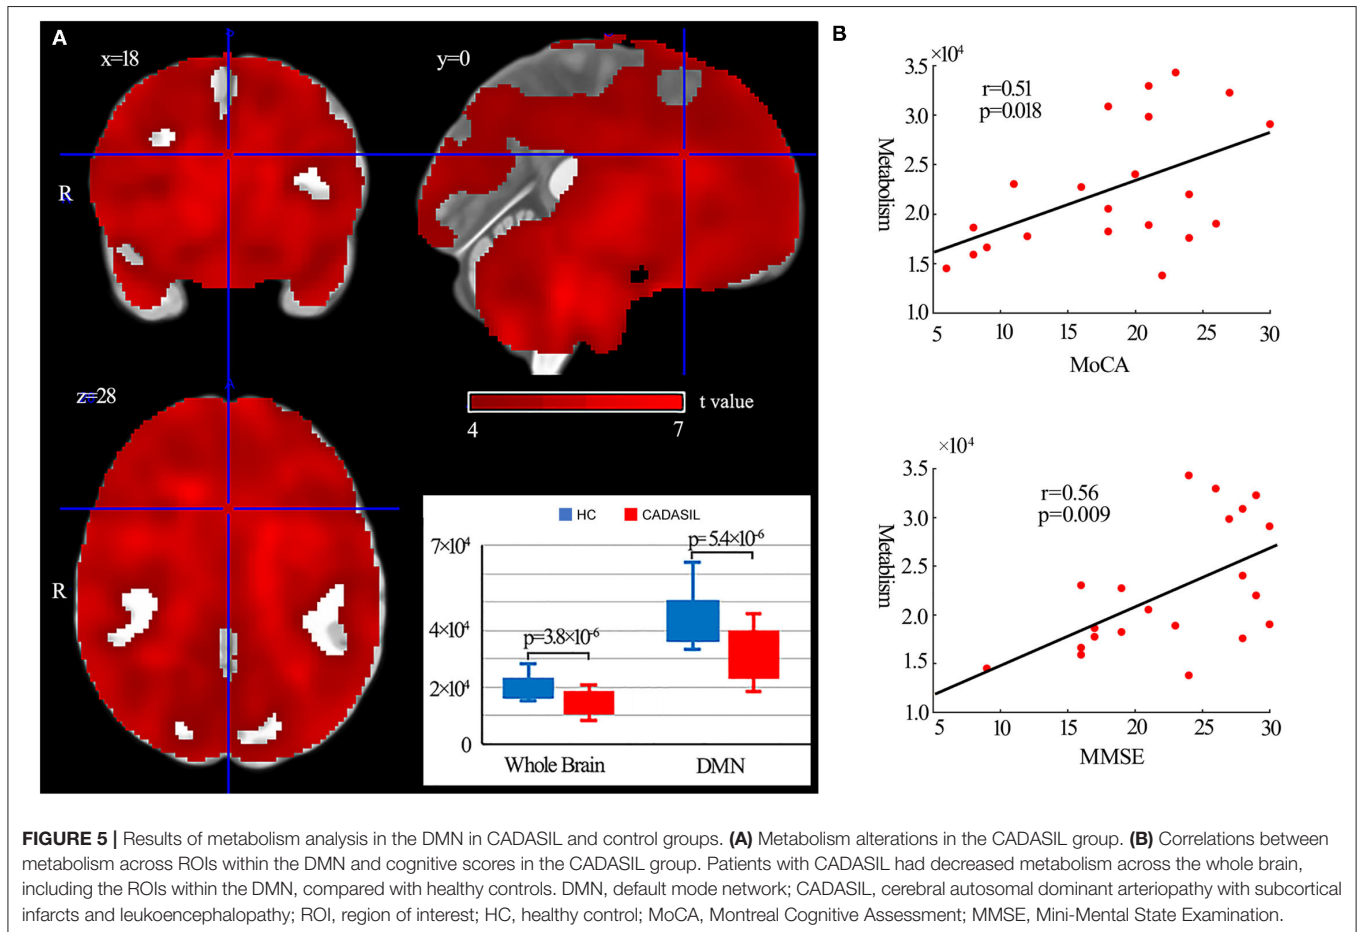 A
x=18
P
y=0
R
z=28
A
R
t value
4
7
HC
CADASIL
7×10⁴
4×10⁴
2×10⁴
0
p=3.8×10⁻⁶
p=5.4×10⁻⁶
Whole Brain
DMN
B
×10⁴
3.5
3.0
2.5
2.0
1.5
1.0
Metabolism
r=0.51
p=0.018
5
10
15
20
25
30
MoCA
×10⁴
3.5
3.0
2.5
2.0
1.5
1.0
Metablism
r=0.56
p=0.009
5
10
15
20
25
30
MMSE
FIGURE 5 | Results of metabolism analysis in the DMN in CADASIL and control groups. (A) Metabolism alterations in the CADASIL group. (B) Correlations between
metabolism across ROIs within the DMN and cognitive scores in the CADASIL group. Patients with CADASIL had decreased metabolism across the whole brain,
including the ROIs within the DMN, compared with healthy controls. DMN, default mode network; CADASIL, cerebral autosomal dominant arteriopathy with subcortical
infarcts and leukoencephalopathy; ROI, region of interest; HC, healthy control; MoCA, Montreal Cognitive Assessment; MMSE, Mini-Mental State Examination.